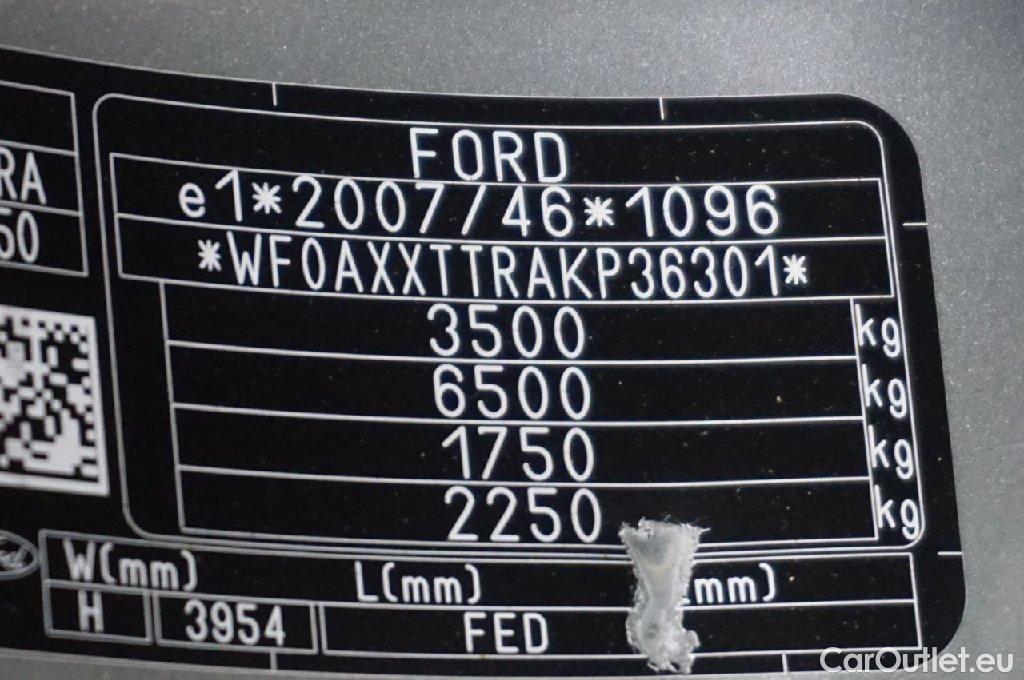 FORD
RA
e1*2007/46*1096
50
*WF0AXXTTRAKP36301*
3500 kg
6500 kg
1750 kg
2250 kg
W(mm) L(mm) (mm)
H 3954 FED
CarOutlet.eu